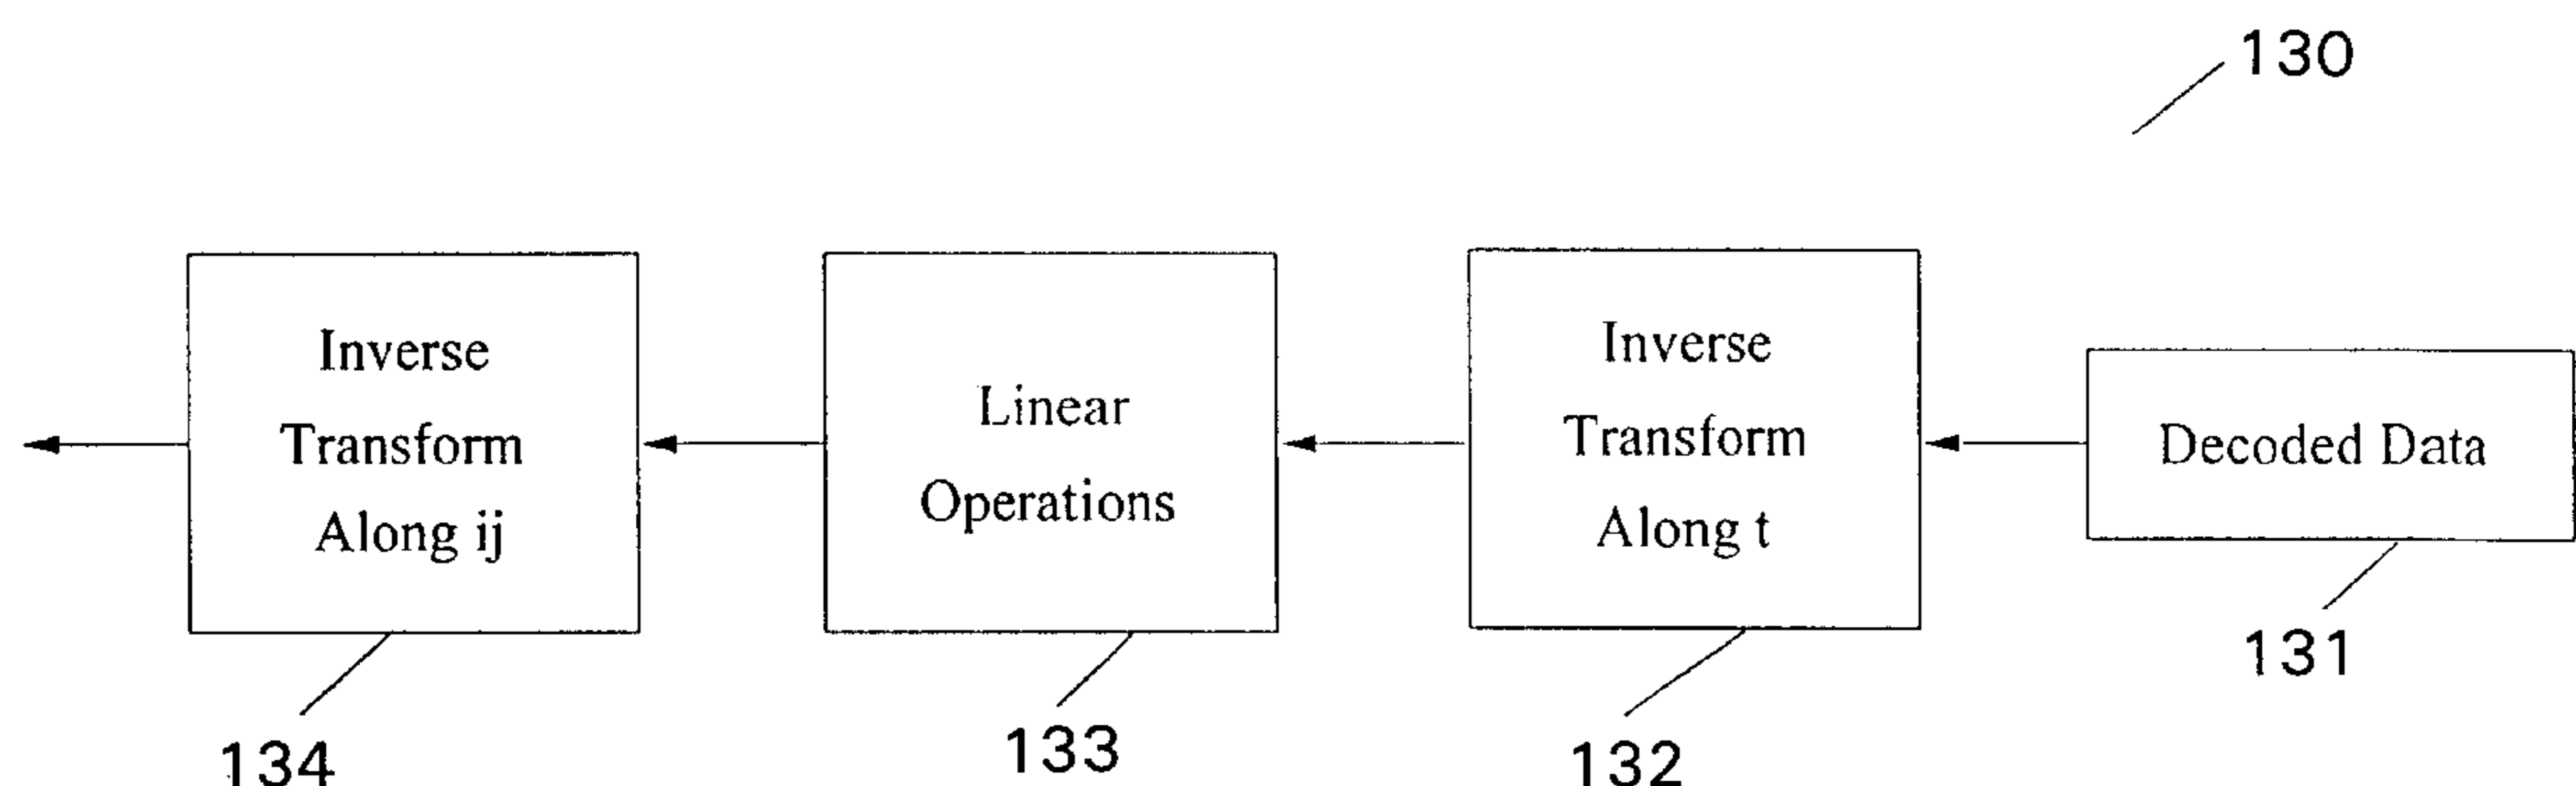 130
Inverse
Transform
Along ij
Linear
Operations
Inverse
Transform
Along t
Decoded Data
134
133
132
131